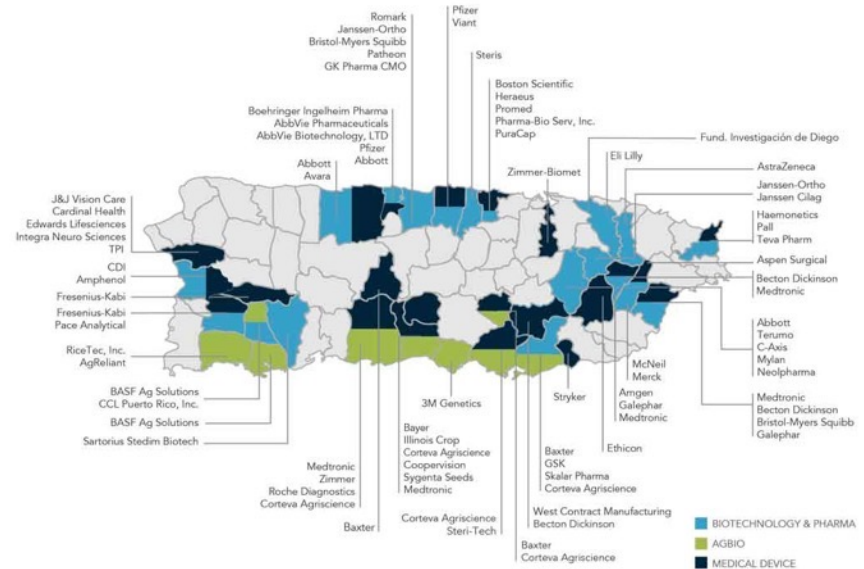 Romark
Janssen-Ortho
Bristol-Myers Squibb
Patheon
GK Pharma CMO
Pfizer
Viant
Steris
Boston Scientific
Heraeus
Promed
Pharma-Bio Serv, Inc.
PuraCap
Boehringer Ingelheim Pharma
AbbVie Pharmaceuticals
AbbVie Biotechnology, LTD
Pfizer
Abbott
Abbott
Avara
Zimmer-Biomet
Fund. Investigación de Diego
Eli Lilly
AstraZeneca
Janssen-Ortho
Janssen Cilag
Haemonetics
Pall
Teva Pharm
Aspen Surgical
Becton Dickinson
Medtronic
Abbott
Terumo
C-Axis
Mylan
Neolpharma
Medtronic
Becton Dickinson
Bristol-Myers Squibb
Galephar
J&J Vision Care
Cardinal Health
Edwards Lifesciences
Integra Neuro Sciences
TPI
CDI
Amphenol
Fresenius-Kabi
Fresenius-Kabi
Pace Analytical
RiceTec, Inc.
AgReliant
BASF Ag Solutions
CCL Puerto Rico, Inc.
BASF Ag Solutions
Sartorius Stedim Biotech
Medtronic
Zimmer
Roche Diagnostics
Corteva Agriscience
Baxter
Bayer
Illinois Crop
Corteva Agriscience
Coopervision
Sygenta Seeds
Medtronic
3M Genetics
Corteva Agriscience
Steri-Tech
Baxter
Corteva Agriscience
West Contract Manufacturing
Becton Dickinson
Baxter
GSK
Skalar Pharma
Corteva Agriscience
Stryker
Ethicon
Amgen
Galephar
Medtronic
McNeil
Merck
BIOTECHNOLOGY & PHARMA
AGBIO
MEDICAL DEVICE